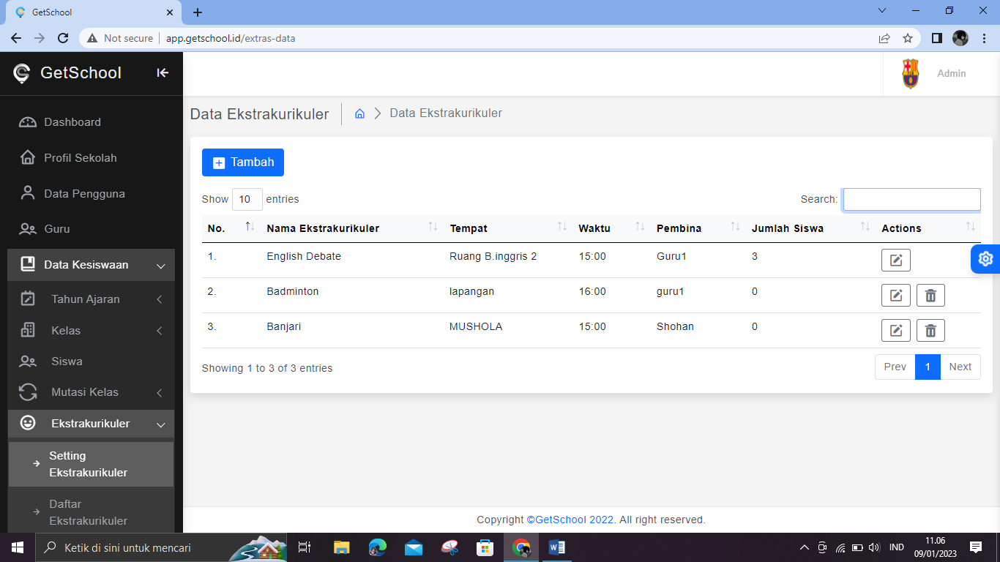 GetSchool
Not secure
app.getschool.id/extras-data
GetSchool
Admin
Dashboard
Profil Sekolah
Data Pengguna
Guru
Data Kesiswaan
Tahun Ajaran
Kelas
Siswa
Mutasi Kelas
Ekstrakurikuler
Setting
Ekstrakurikuler
Daftar
Ekstrakurikuler
Data Ekstrakurikuler
Data Ekstrakurikuler
Tambah
Show 10 entries
Search:
No. Nama Ekstrakurikuler Tempat Waktu Pembina Jumlah Siswa Actions
1. English Debate Ruang B.inggris 2 15:00 Guru1 3
2. Badminton lapangan 16:00 guru1 0
3. Banjari MUSHOLA 15:00 Shohan 0
Showing 1 to 3 of 3 entries
Prev 1 Next
Copyright ©GetSchool 2022. All right reserved.
Ketik di sini untuk mencari
IND
11.06
09/01/2023